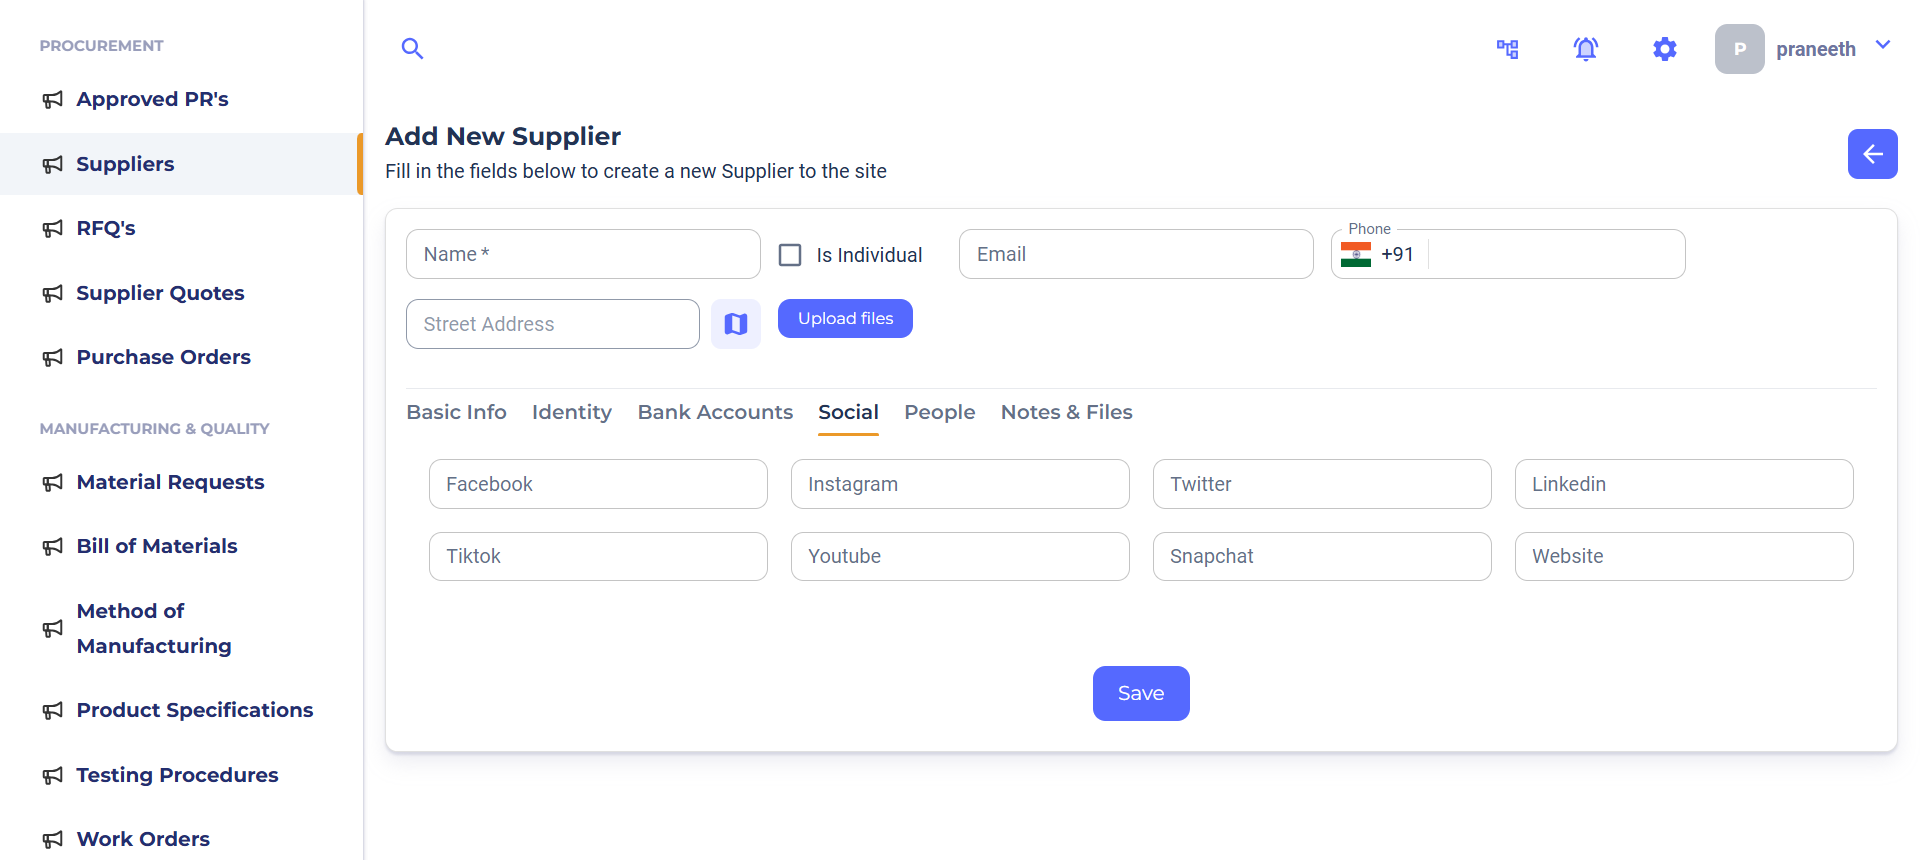 PROCUREMENT
Approved PR's
Suppliers
RFQ's
Supplier Quotes
Purchase Orders
MANUFACTURING & QUALITY
Material Requests
Bill of Materials
Method of
Manufacturing
Product Specifications
Testing Procedures
Work Orders
P praneeth
Add New Supplier
Fill in the fields below to create a new Supplier to the site
Name *
Is Individual
Email
Phone
+91
Street Address
Upload files
Basic Info Identity Bank Accounts Social People Notes & Files
Facebook Instagram Twitter Linkedin
Tiktok Youtube Snapchat Website
Save